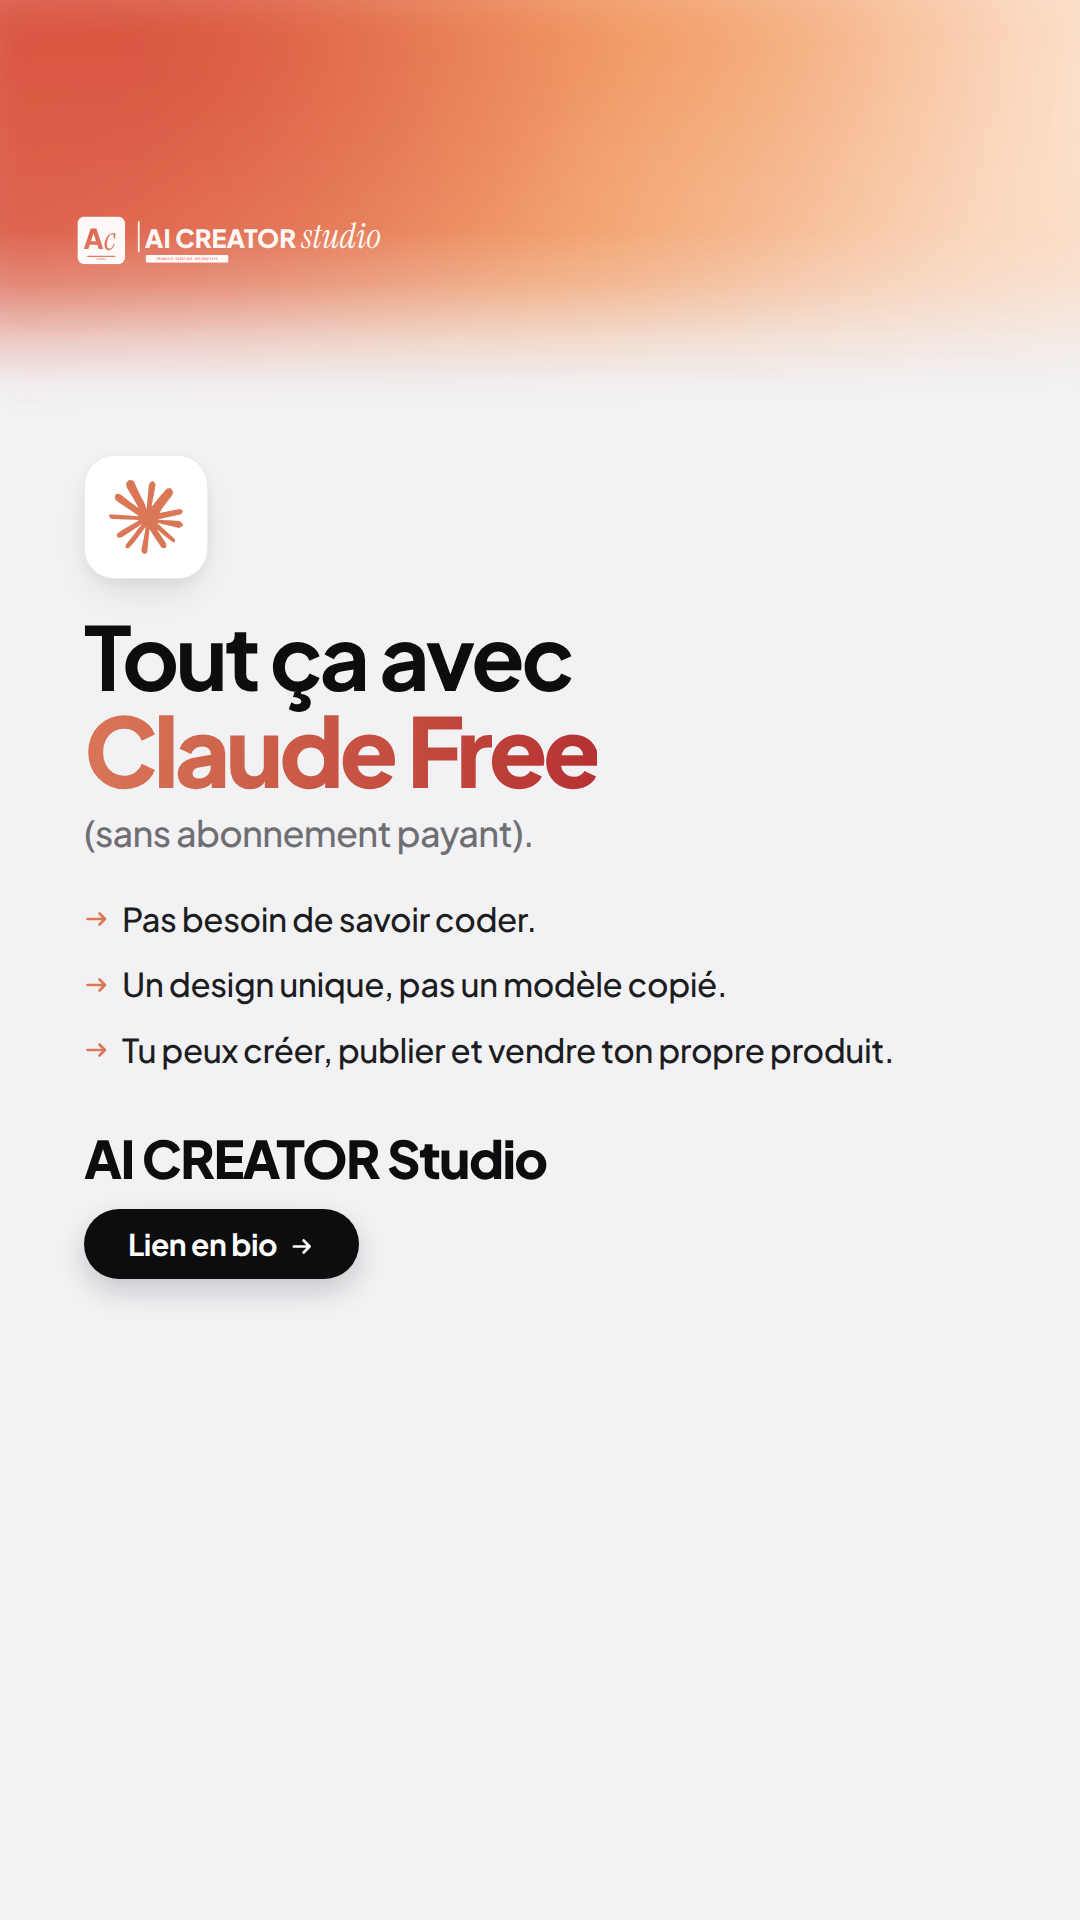 Ac
AI CREATOR studio
Tout ça avec
Claude Free
(sans abonnement payant).
→ Pas besoin de savoir coder.
→ Un design unique, pas un modèle copié.
→ Tu peux créer, publier et vendre ton propre produit.
AI CREATOR Studio
Lien en bio →